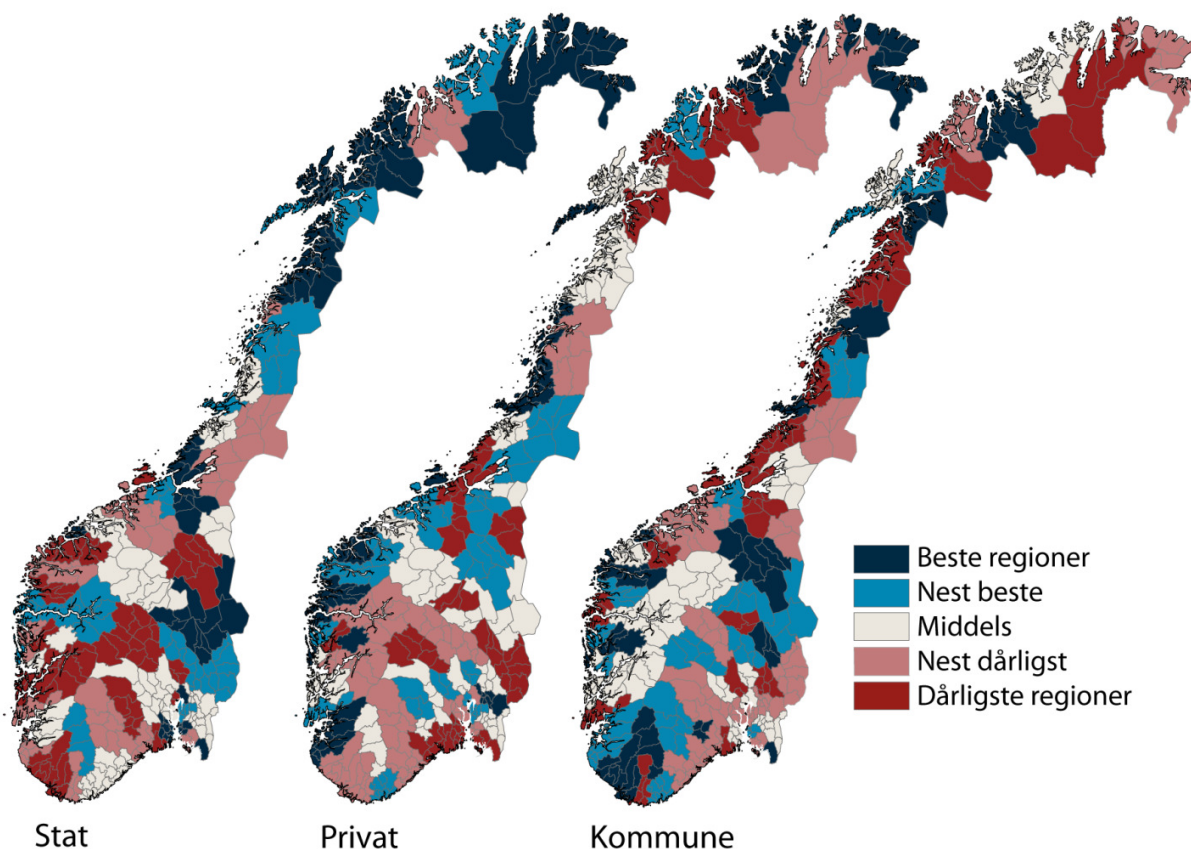 Beste regioner
Nest beste
Middels
Nest dårligst
Dårligste regioner
Stat
Privat
Kommune